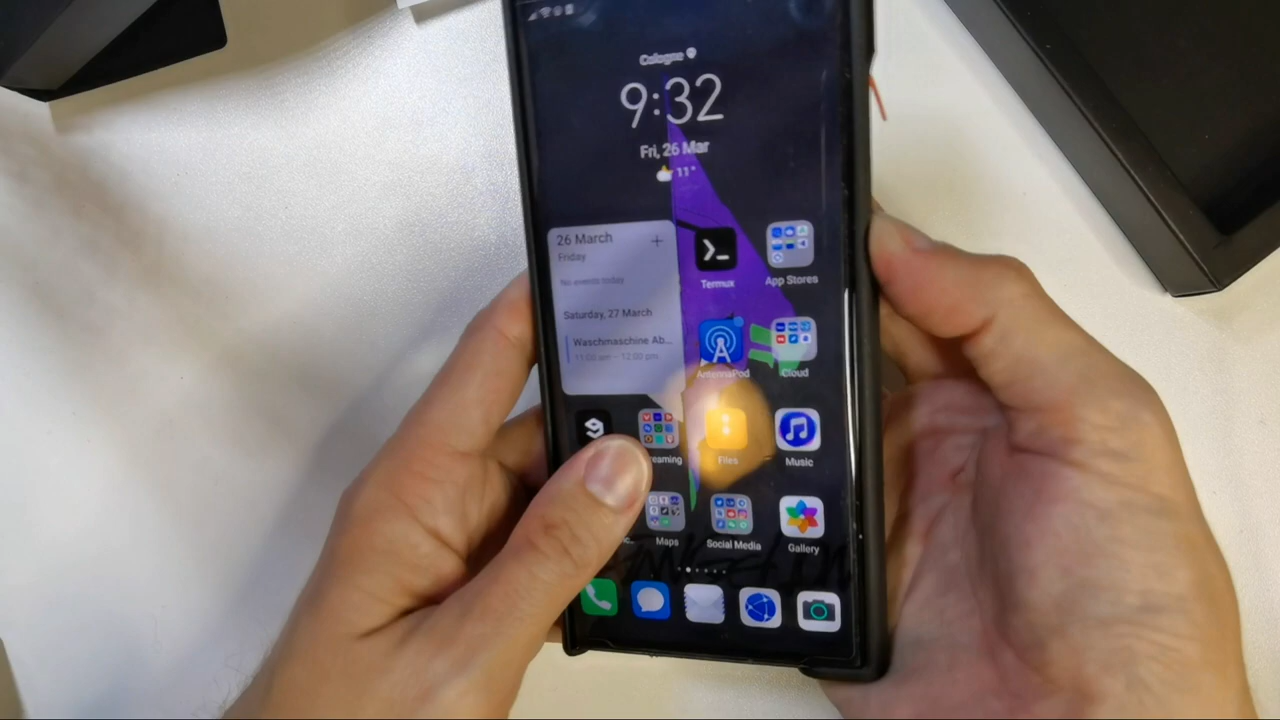 Cologne
9:32
Fri, 26 Mar
11°
26 March
+
Friday
No events today
Saturday, 27 March
Waschmaschine Ab...
11:00 am – 12:00 pm
Termux
App Stores
AntennaPod
Cloud
eaming
Files
Music
c...
Maps
Social Media
Gallery